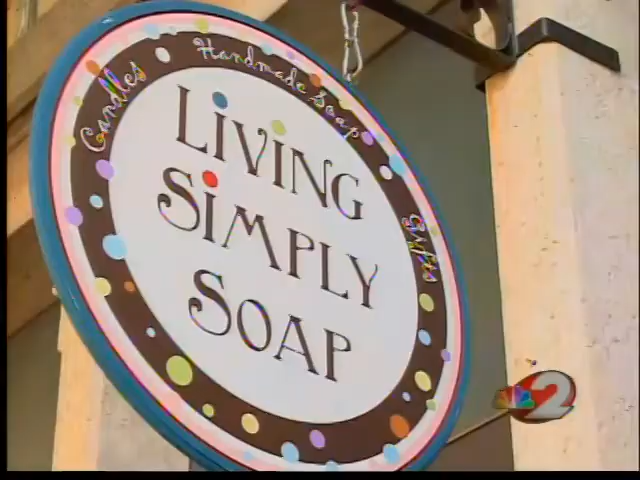 Candles
Handmade Soap
Gifts
LIVING
SIMPLY
SOAP
2